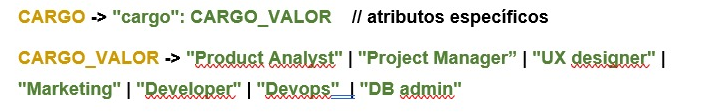 CARGO -> "cargo": CARGO_VALOR // atributos específicos
CARGO_VALOR -> "Product Analyst" | "Project Manager” | "UX designer" |
"Marketing" | "Developer" | "Devops" | "DB admin"